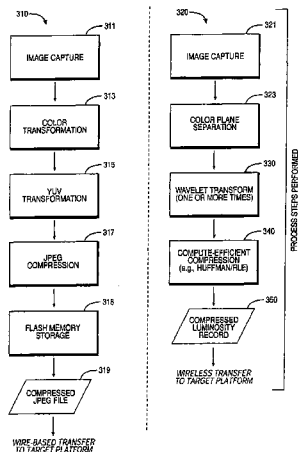 310
311
IMAGE CAPTURE
313
COLOR
TRANSFORMATION
315
YUV
TRANSFORMATION
317
JPEG
COMPRESSION
318
FLASH MEMORY
STORAGE
319
COMPRESSED
JPEG FILE
WIRE-BASED TRANSFER
TO TARGET PLATFORM
320
321
IMAGE CAPTURE
323
COLOR PLANE
SEPARATION
330
WAVELET TRANSFORM
(ONE OR MORE TIMES)
340
COMPUTE-EFFICIENT
COMPRESSION
(e.g., HUFFMAN/RLE)
350
COMPRESSED
LUMINOSITY
RECORD
WIRELESS TRANSFER
TO TARGET PLATFORM
PROCESS STEPS PERFORMED